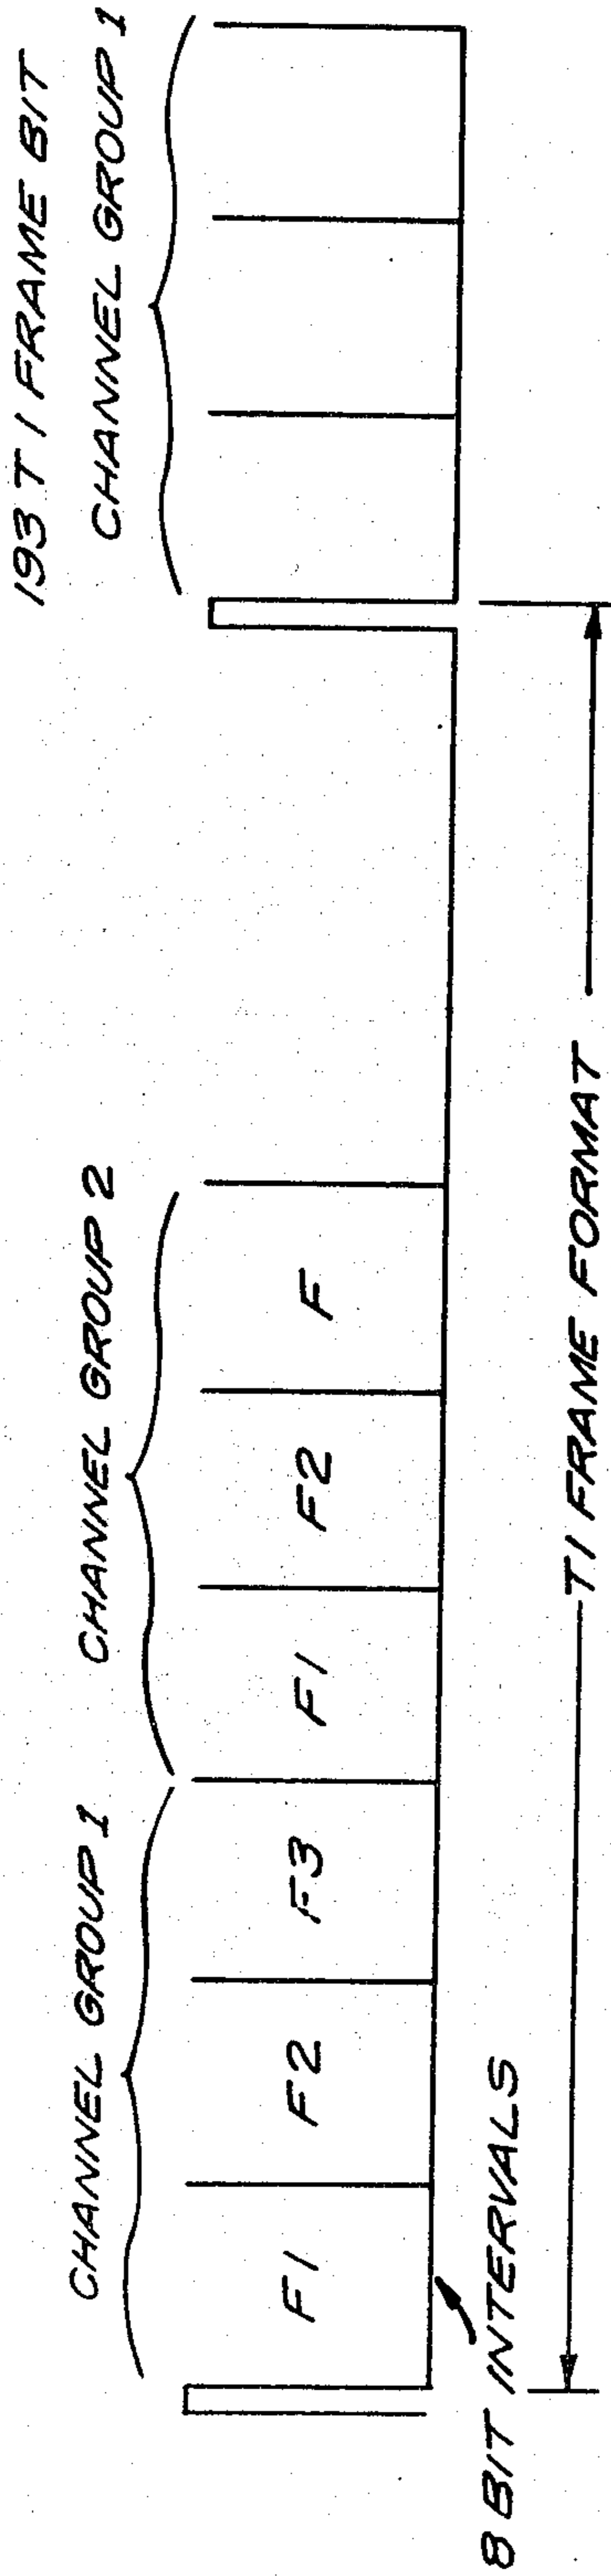 193 T 1 FRAME BIT
CHANNEL GROUP 1
CHANNEL GROUP 2
CHANNEL GROUP 1
F1
F2
F3
F1
F2
F
8 BIT INTERVALS
T1 FRAME FORMAT